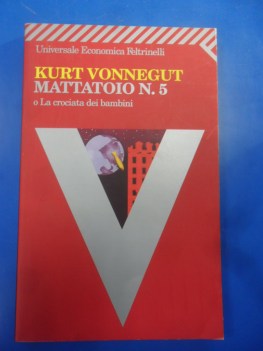 Universale Economica Feltrinelli
KURT VONNEGUT
MATTATOIO N. 5
o La crociata dei bambini
V